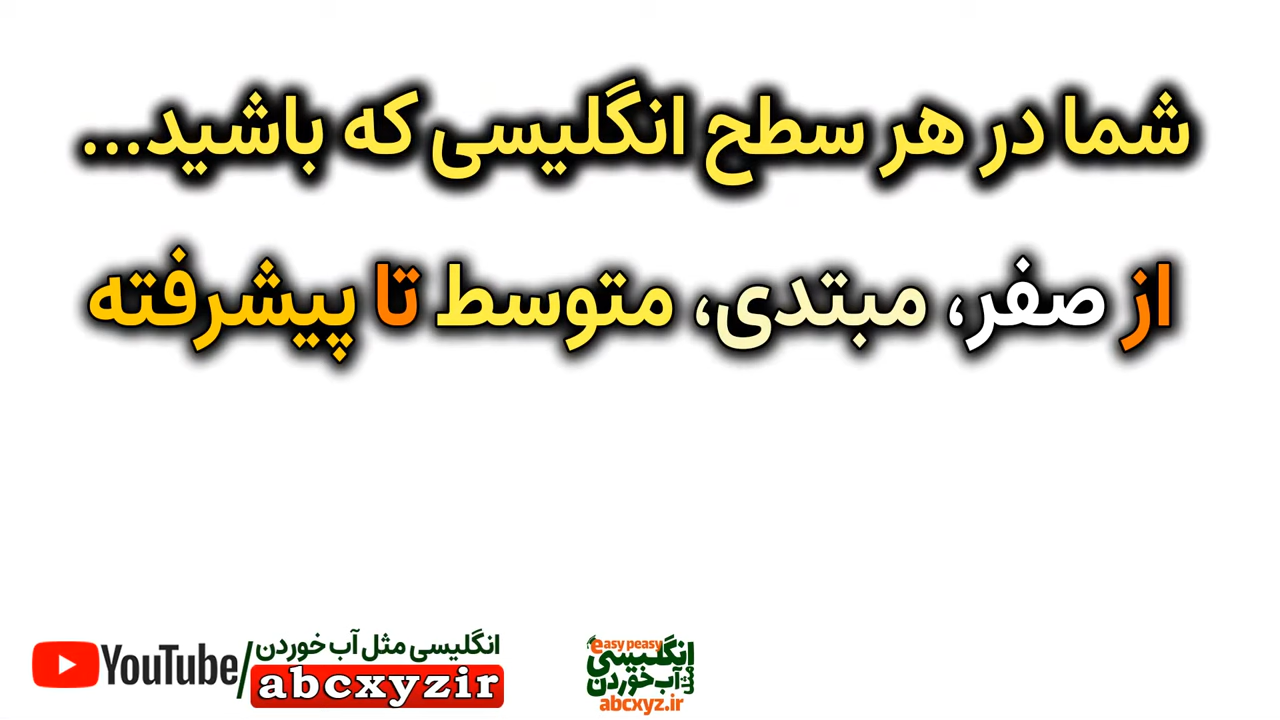 شما در هر سطح انگلیسی که باشید...
از صفر، مبتدی، متوسط تا پیشرفته
YouTube/انگلیسی مثل آب خوردن
abcxyzir
easy peasy
انگلیسی
مثل آب خوردن
abcxyz.ir